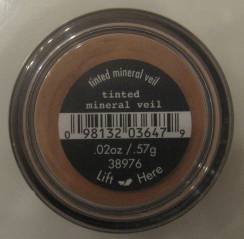 tinted mineral veil
tinted
mineral veil
0 98132 03647 9
.02oz /.57g
38976
Lift Here